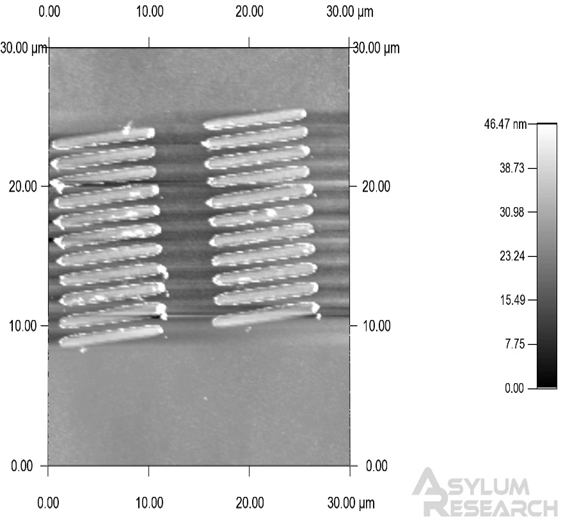 0.00 10.00 20.00 30.00 µm
30.00 µm 30.00 µm
46.47 nm
38.73
20.00 20.00
30.98
23.24
15.49
10.00 10.00
7.75
0.00
0.00 0.00
0.00 10.00 20.00 30.00 µm
ASYLUM
RESEARCH